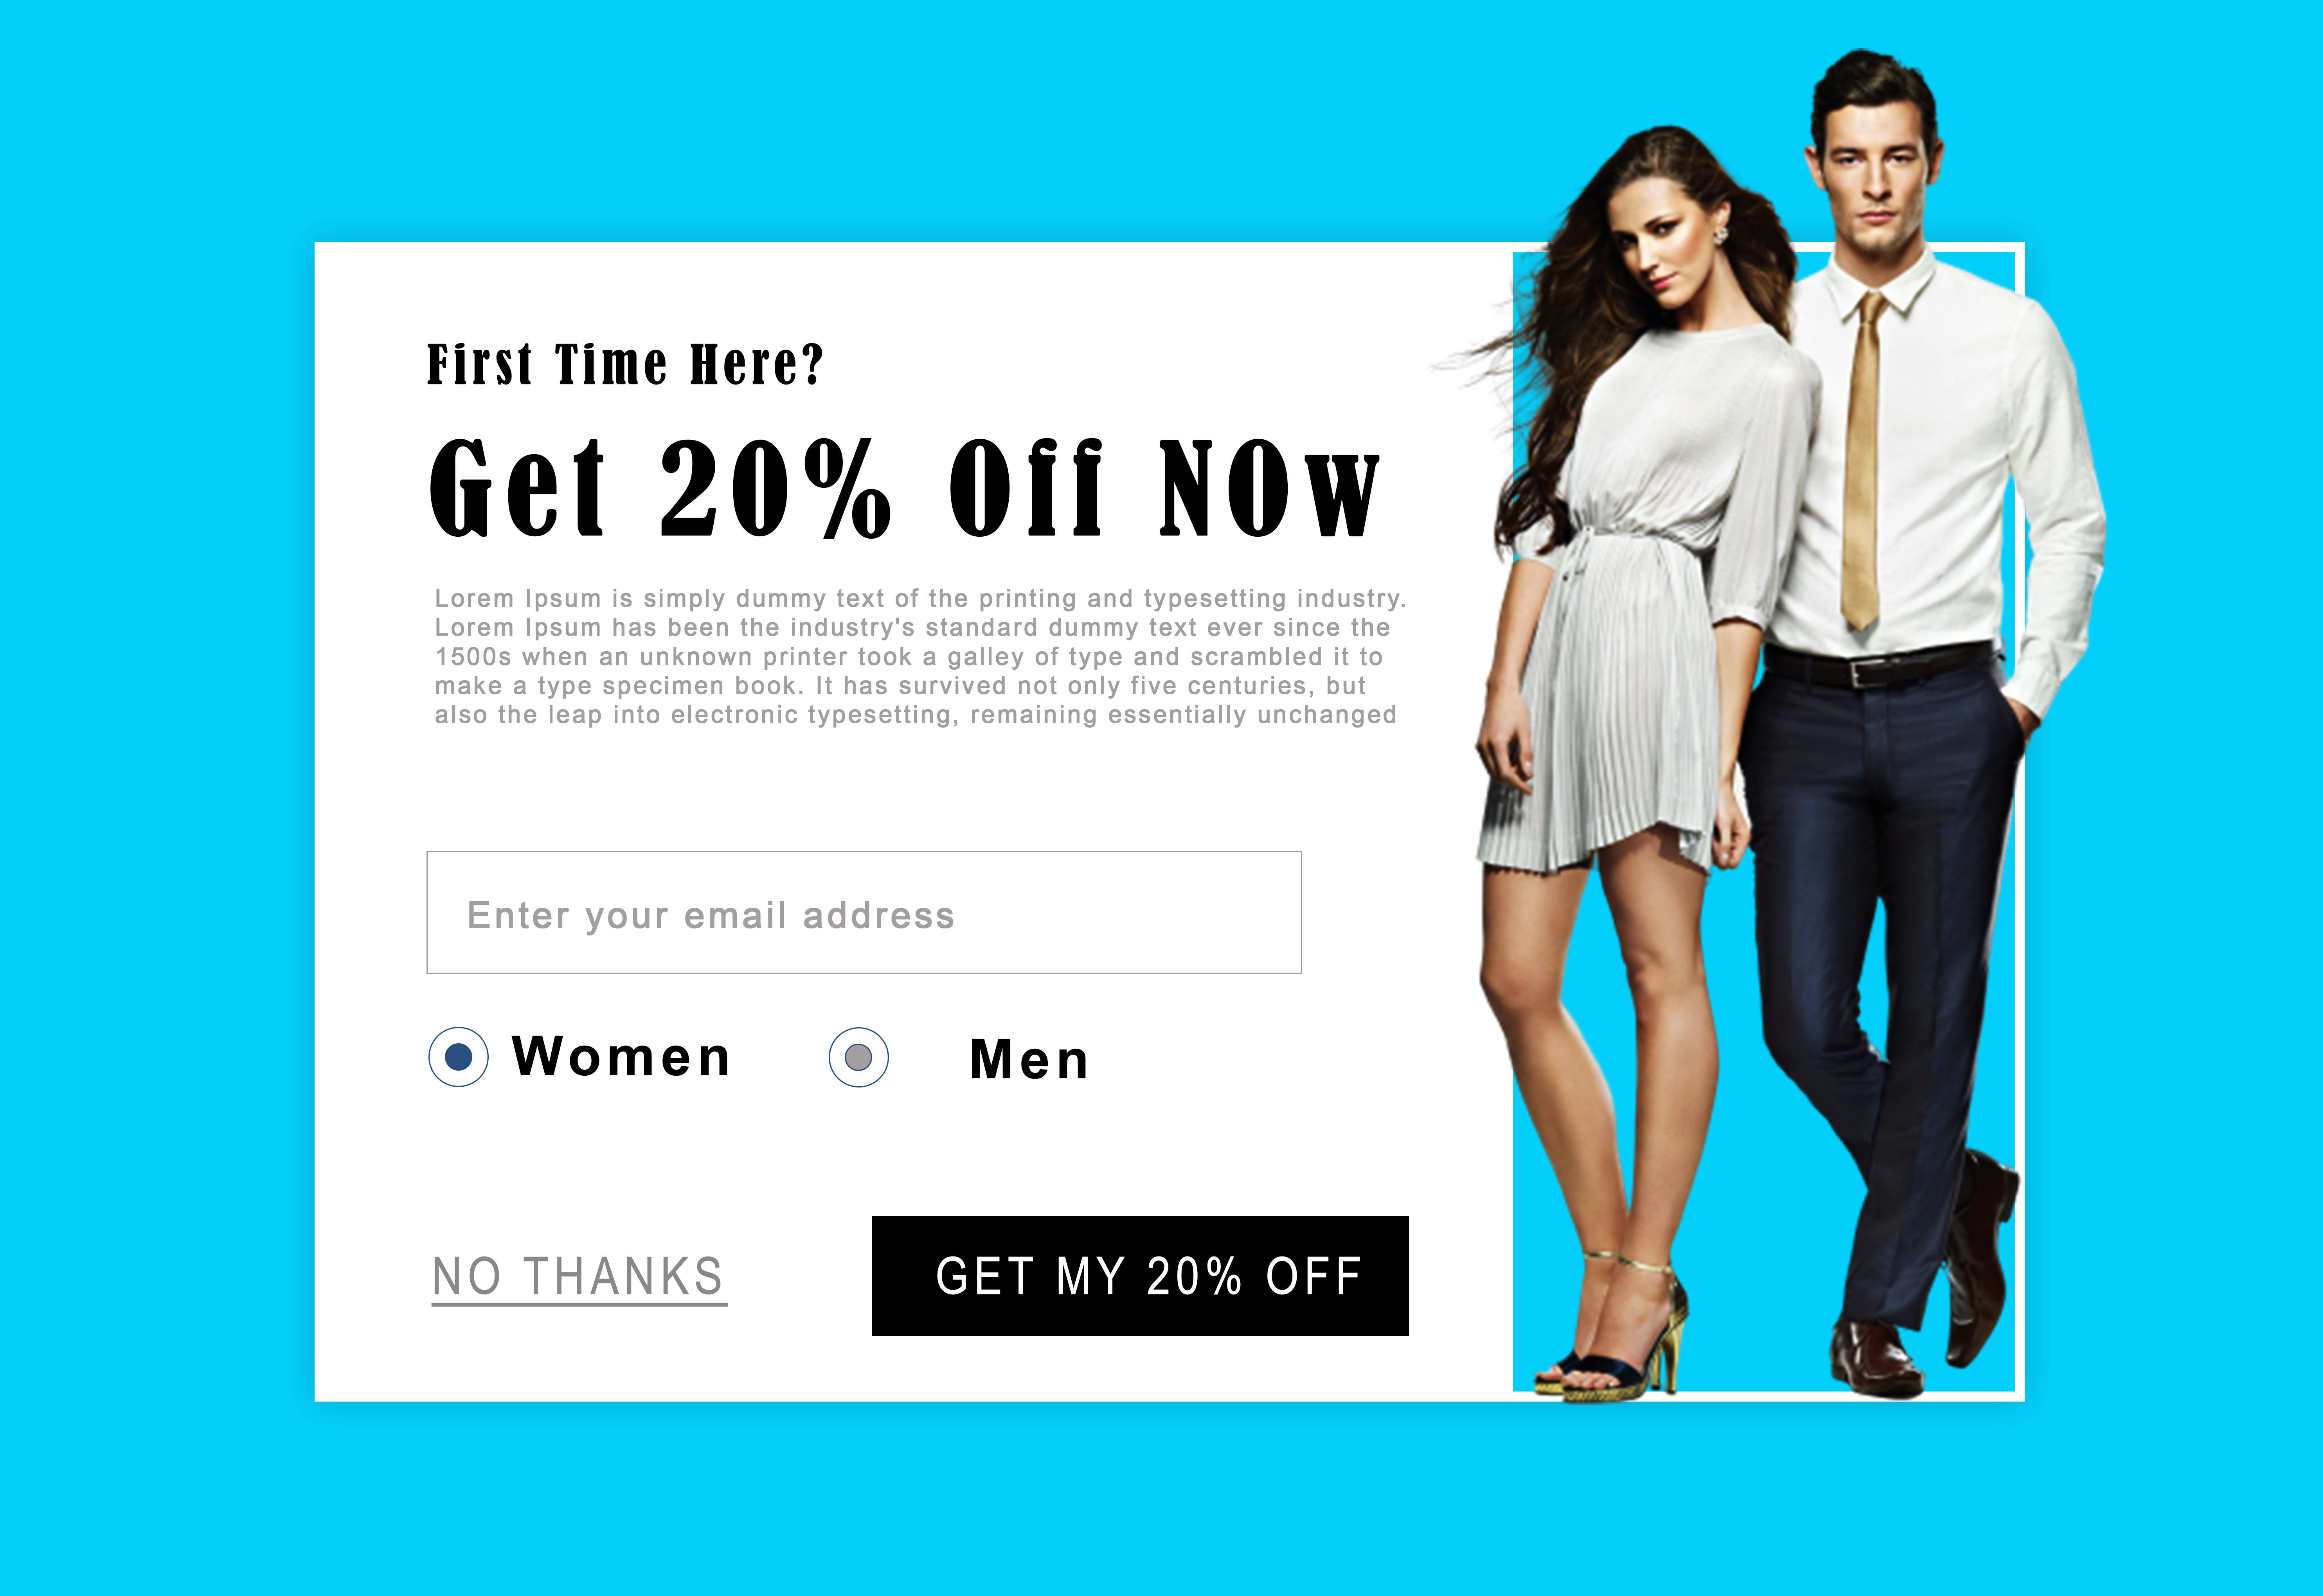 First Time Here?
Get 20% Off NOw
Lorem Ipsum is simply dummy text of the printing and typesetting industry.
Lorem Ipsum has been the industry's standard dummy text ever since the
1500s when an unknown printer took a galley of type and scrambled it to
make a type specimen book. It has survived not only five centuries, but
also the leap into electronic typesetting, remaining essentially unchanged
Enter your email address
Women Men
NO THANKS GET MY 20% OFF